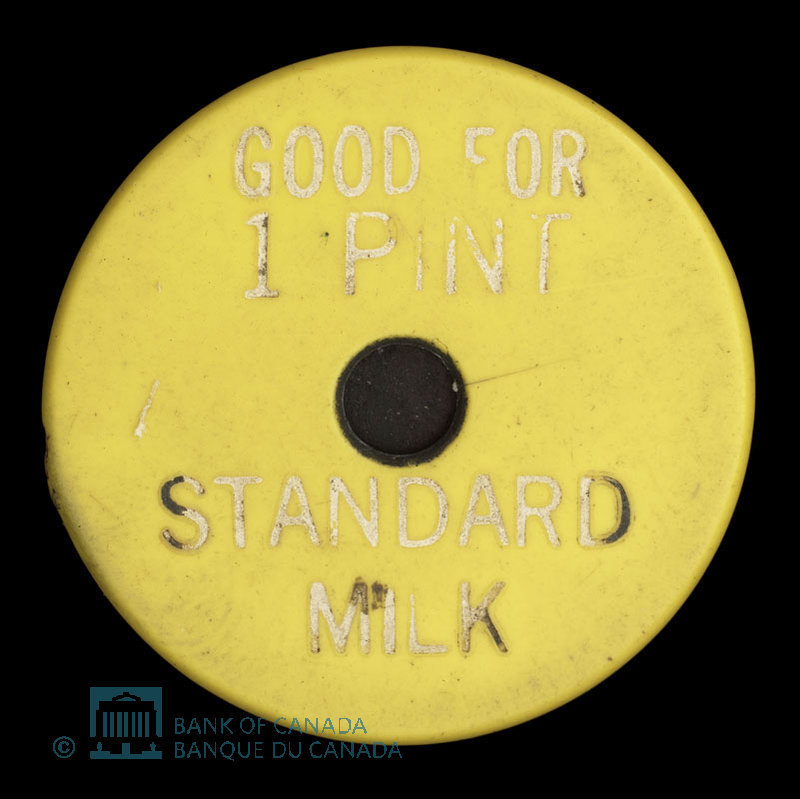 GOOD FOR
1 PINT
STANDARD
MILK
© BANK OF CANADA
BANQUE DU CANADA